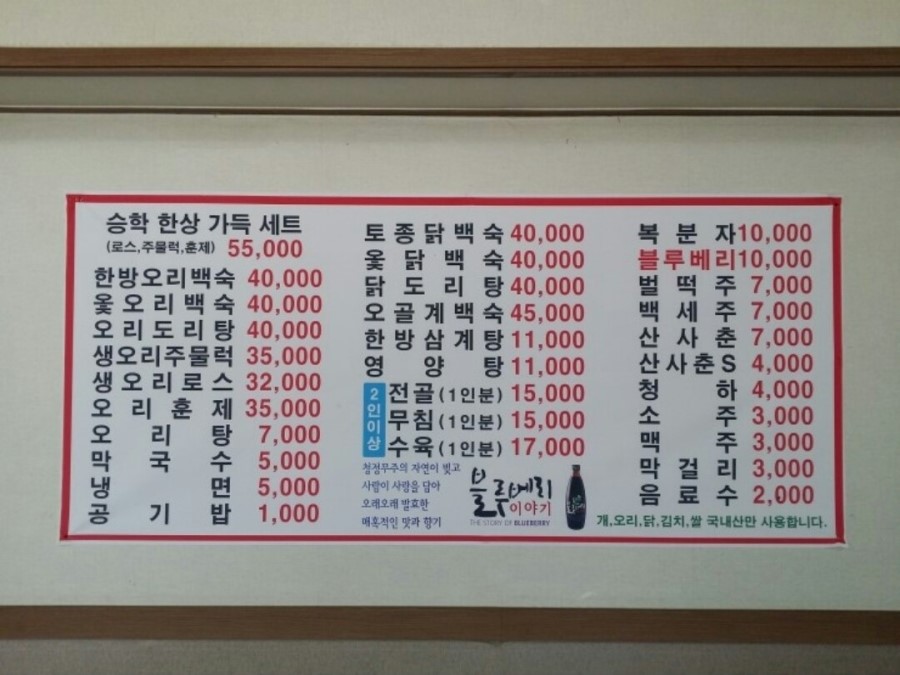 승학 한상 가득 세트
(로스,주물럭,훈제) 55,000
한방오리백숙 40,000
옻오리백숙 40,000
오리도리탕 40,000
생오리주물럭 35,000
생오리로스 32,000
오리훈제 35,000
오리탕 7,000
막국수 5,000
냉면 5,000
공기밥 1,000
토종닭백숙 40,000
옻닭백숙 40,000
닭도리탕 40,000
오골계백숙 45,000
한방삼계탕 11,000
영양탕 11,000
2인이상
전골(1인분) 15,000
무침(1인분) 15,000
수육(1인분) 17,000
청정무주의 자연이 빚고
사람이 사랑을 담아
오래오래 발효한
매혹적인 맛과 향기
블루베리
이야기
THE STORY OF BLUEBERRY
복분자 10,000
블루베리 10,000
벌떡주 7,000
백세주 7,000
산사춘 7,000
산사춘S 4,000
청하 4,000
소주 3,000
맥주 3,000
막걸리 3,000
음료수 2,000
개,오리,닭,김치,쌀 국내산만 사용합니다.